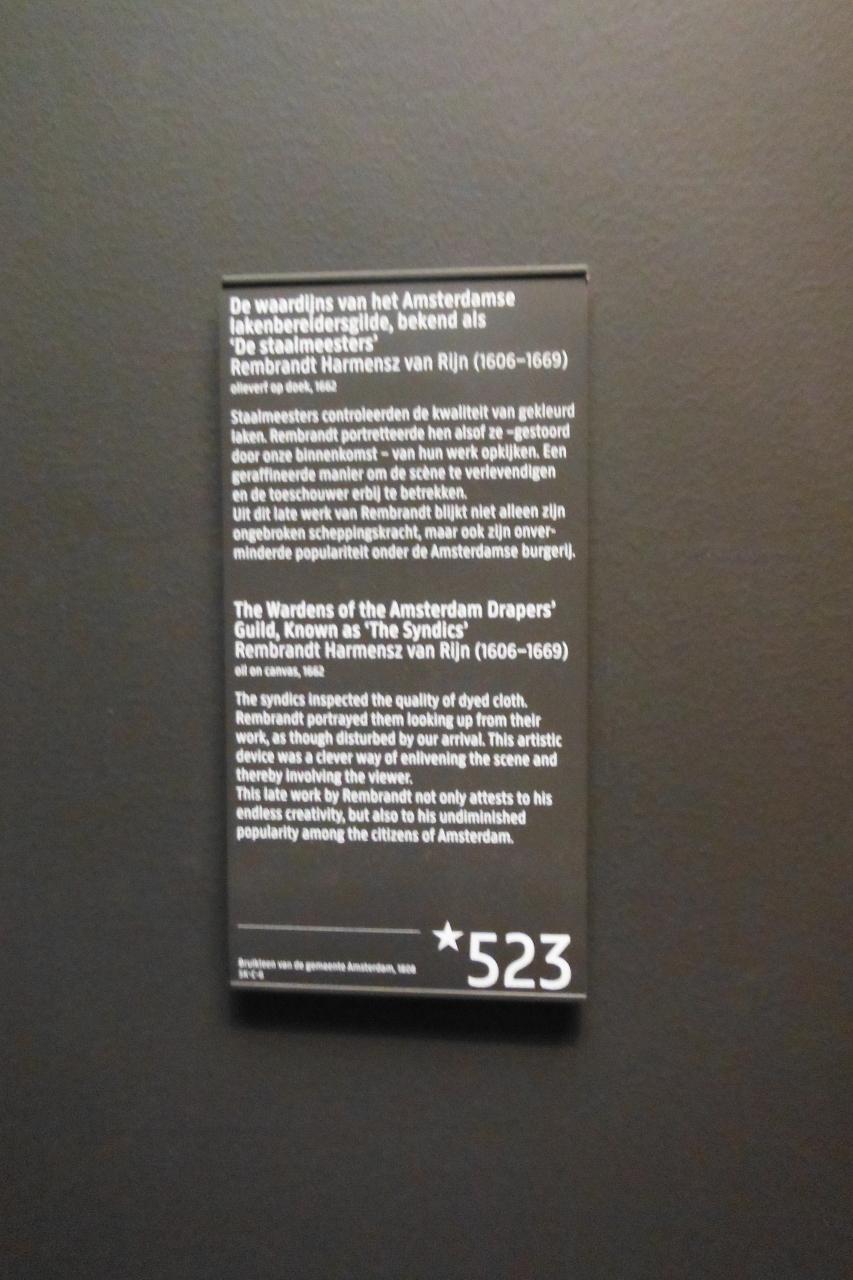 De waardijns van het Amsterdamse
lakenbereidersgilde, bekend als
‘De staalmeesters’
Rembrandt Harmensz van Rijn (1606–1669)
olieverf op doek, 1662
Staalmeesters controleerden de kwaliteit van gekleurd
laken. Rembrandt portretteerde hen alsof ze –gestoord
door onze binnenkomst – van hun werk opkijken. Een
geraffineerde manier om de scène te verlevendigen
en de toeschouwer erbij te betrekken.
Uit dit late werk van Rembrandt blijkt niet alleen zijn
ongebroken scheppingskracht, maar ook zijn onver-
minderde populariteit onder de Amsterdamse burgerij.
The Wardens of the Amsterdam Drapers’
Guild, Known as ‘The Syndics’
Rembrandt Harmensz van Rijn (1606–1669)
oil on canvas, 1662
The syndics inspected the quality of dyed cloth.
Rembrandt portrayed them looking up from their
work, as though disturbed by our arrival. This artistic
device was a clever way of enlivening the scene and
thereby involving the viewer.
This late work by Rembrandt not only attests to his
endless creativity, but also to his undiminished
popularity among the citizens of Amsterdam.
★523
Bruikleen van de gemeente Amsterdam, 1808
SK-C-6